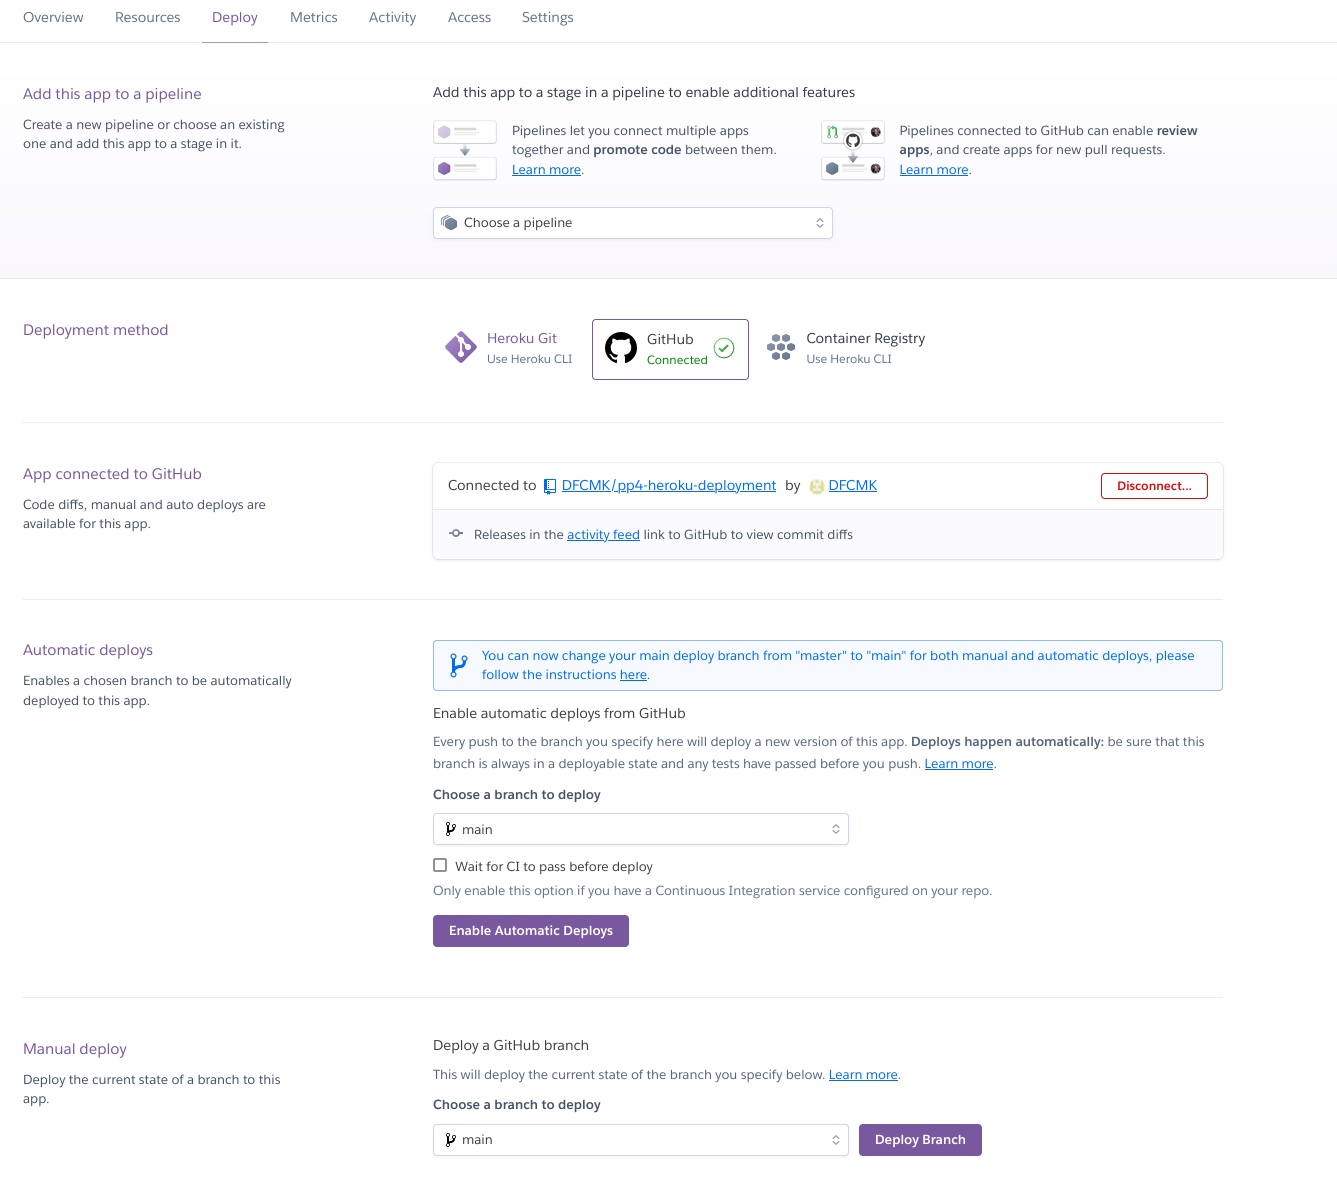 Overview Resources Deploy Metrics Activity Access Settings
Add this app to a pipeline
Create a new pipeline or choose an existing
one and add this app to a stage in it.
Add this app to a stage in a pipeline to enable additional features
Pipelines let you connect multiple apps
together and promote code between them.
Learn more.
Pipelines connected to GitHub can enable review
apps, and create apps for new pull requests.
Learn more.
Choose a pipeline
Deployment method
Heroku Git
Use Heroku CLI
GitHub
Connected
Container Registry
Use Heroku CLI
App connected to GitHub
Code diffs, manual and auto deploys are
available for this app.
Connected to DFCMK/pp4-heroku-deployment by DFCMK
Disconnect...
Releases in the activity feed link to GitHub to view commit diffs
Automatic deploys
Enables a chosen branch to be automatically
deployed to this app.
You can now change your main deploy branch from "master" to "main" for both manual and automatic deploys, please
follow the instructions here.
Enable automatic deploys from GitHub
Every push to the branch you specify here will deploy a new version of this app. Deploys happen automatically: be sure that this
branch is always in a deployable state and any tests have passed before you push. Learn more.
Choose a branch to deploy
main
Wait for CI to pass before deploy
Only enable this option if you have a Continuous Integration service configured on your repo.
Enable Automatic Deploys
Manual deploy
Deploy the current state of a branch to this
app.
Deploy a GitHub branch
This will deploy the current state of the branch you specify below. Learn more.
Choose a branch to deploy
main
Deploy Branch